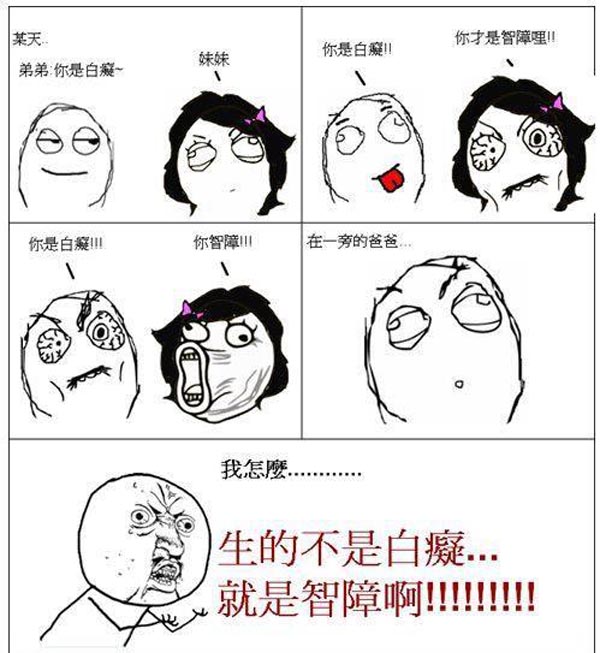 某天..
弟弟:你是白癡~
妹妹
你是白癡!!
你才是智障哩!!
你是白癡!!!
你智障!!!
在一旁的爸爸...
我怎麼............
生的不是白癡...
就是智障啊!!!!!!!!!